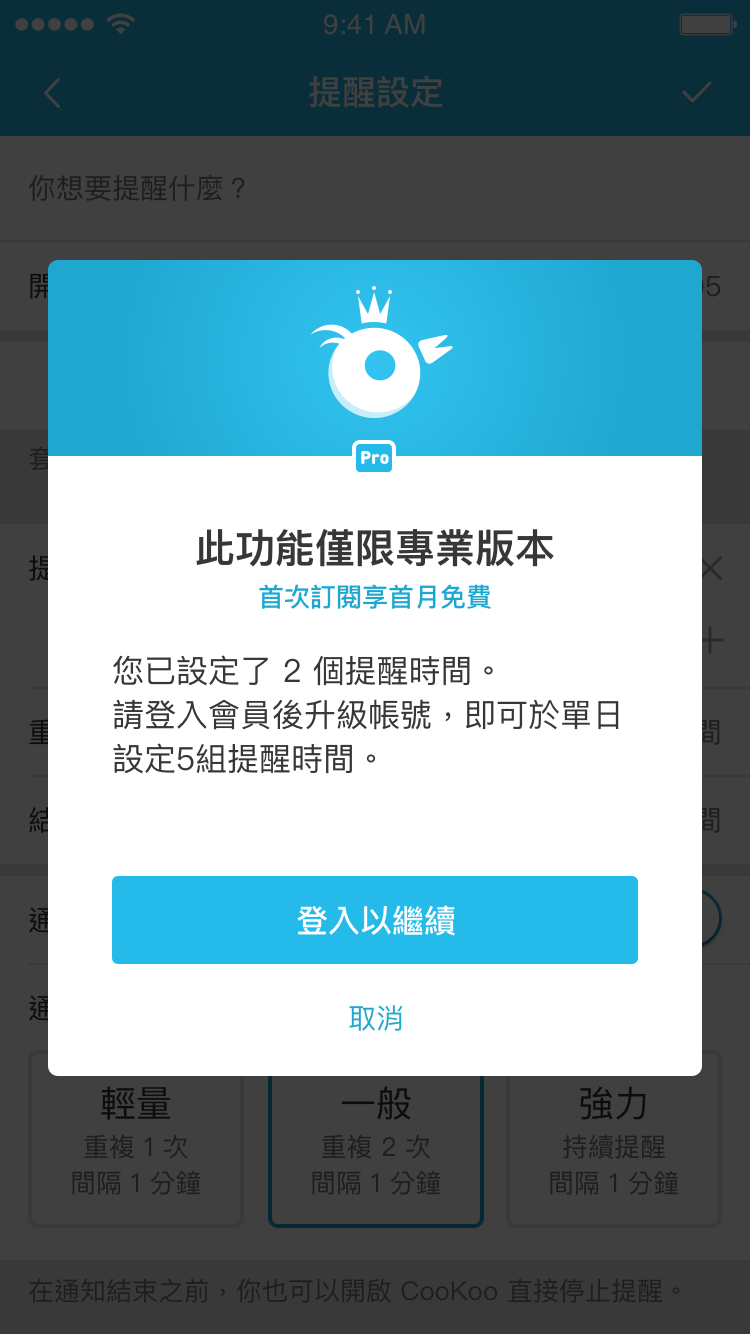 9:41 AM
提醒設定
你想要提醒什麼？
Pro
此功能僅限專業版本
首次訂閱享首月免費
您已設定了 2 個提醒時間。
請登入會員後升級帳號，即可於單日
設定5組提醒時間。
登入以繼續
取消
輕量
重複 1 次
間隔 1 分鐘
一般
重複 2 次
間隔 1 分鐘
強力
持續提醒
間隔 1 分鐘
在通知結束之前，你也可以開啟 CooKoo 直接停止提醒。